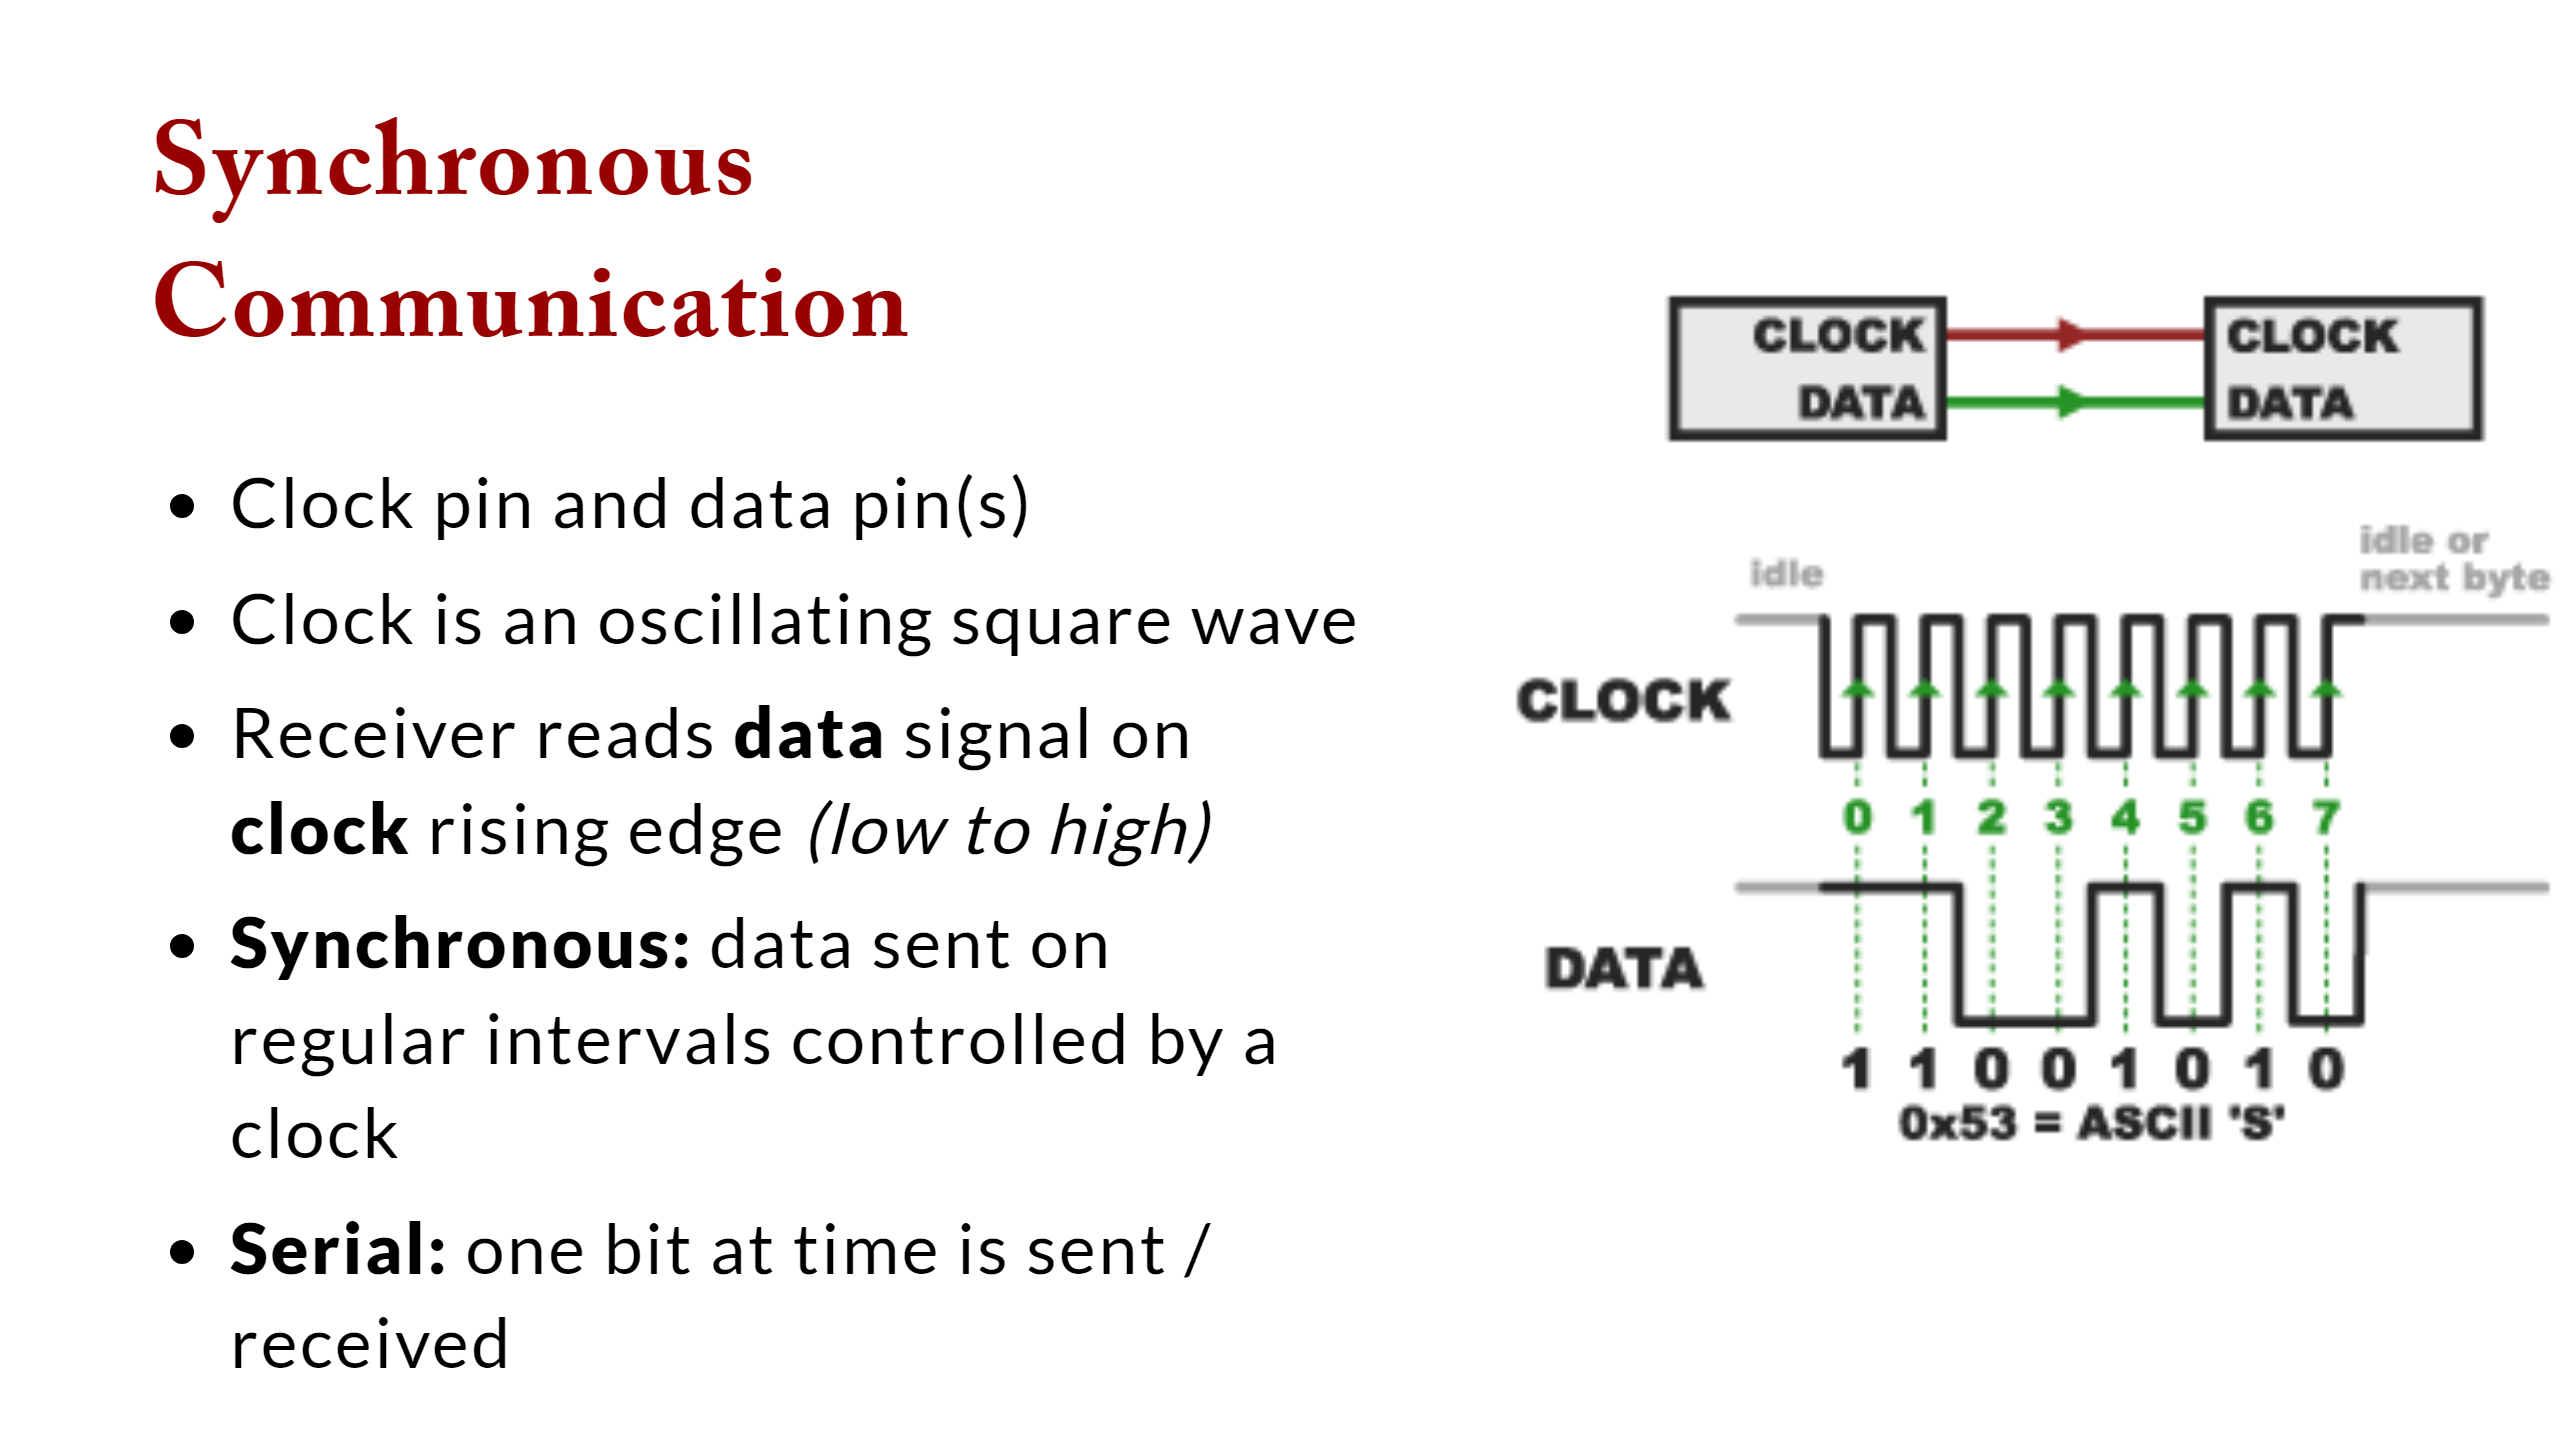 Synchronous
Communication
• Clock pin and data pin(s)
• Clock is an oscillating square wave
• Receiver reads data signal on
clock rising edge (low to high)
• Synchronous: data sent on
regular intervals controlled by a
clock
• Serial: one bit at time is sent /
received
CLOCK CLOCK
DATA DATA
idle
idle or
next byte
CLOCK
0 1 2 3 4 5 6 7
DATA
1 1 0 0 1 0 1 0
0x53 = ASCII 'S'